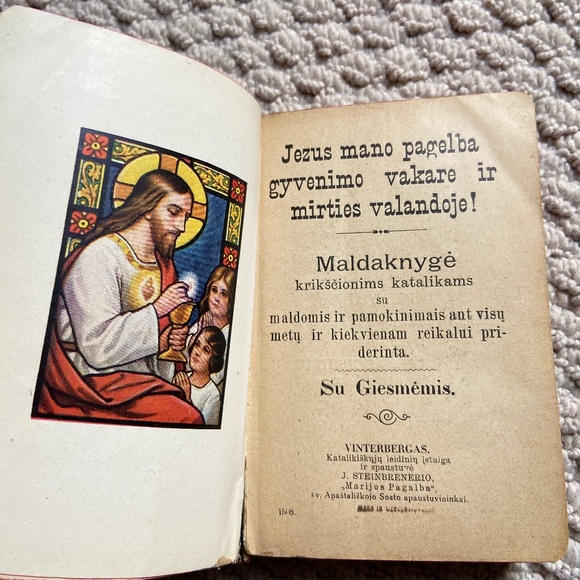 Jezus mano pagelba
gyvenimo vakare ir
mirties valandoje!
Maldaknygė
krikščionims katalikams
su
maldomis ir pamokinimais ant visų
metų ir kiekvienam reikalui pri-
derinta.
Su Giesmėmis.
VINTERBERGAS.
Katalikiškųjų leidinių įstaiga
ir spaustuvė
J. STEINBRENERIO,
„Marijos Pagalba“
šv. Apaštališkojo Sosto spaustuvininkai.
MADE IN